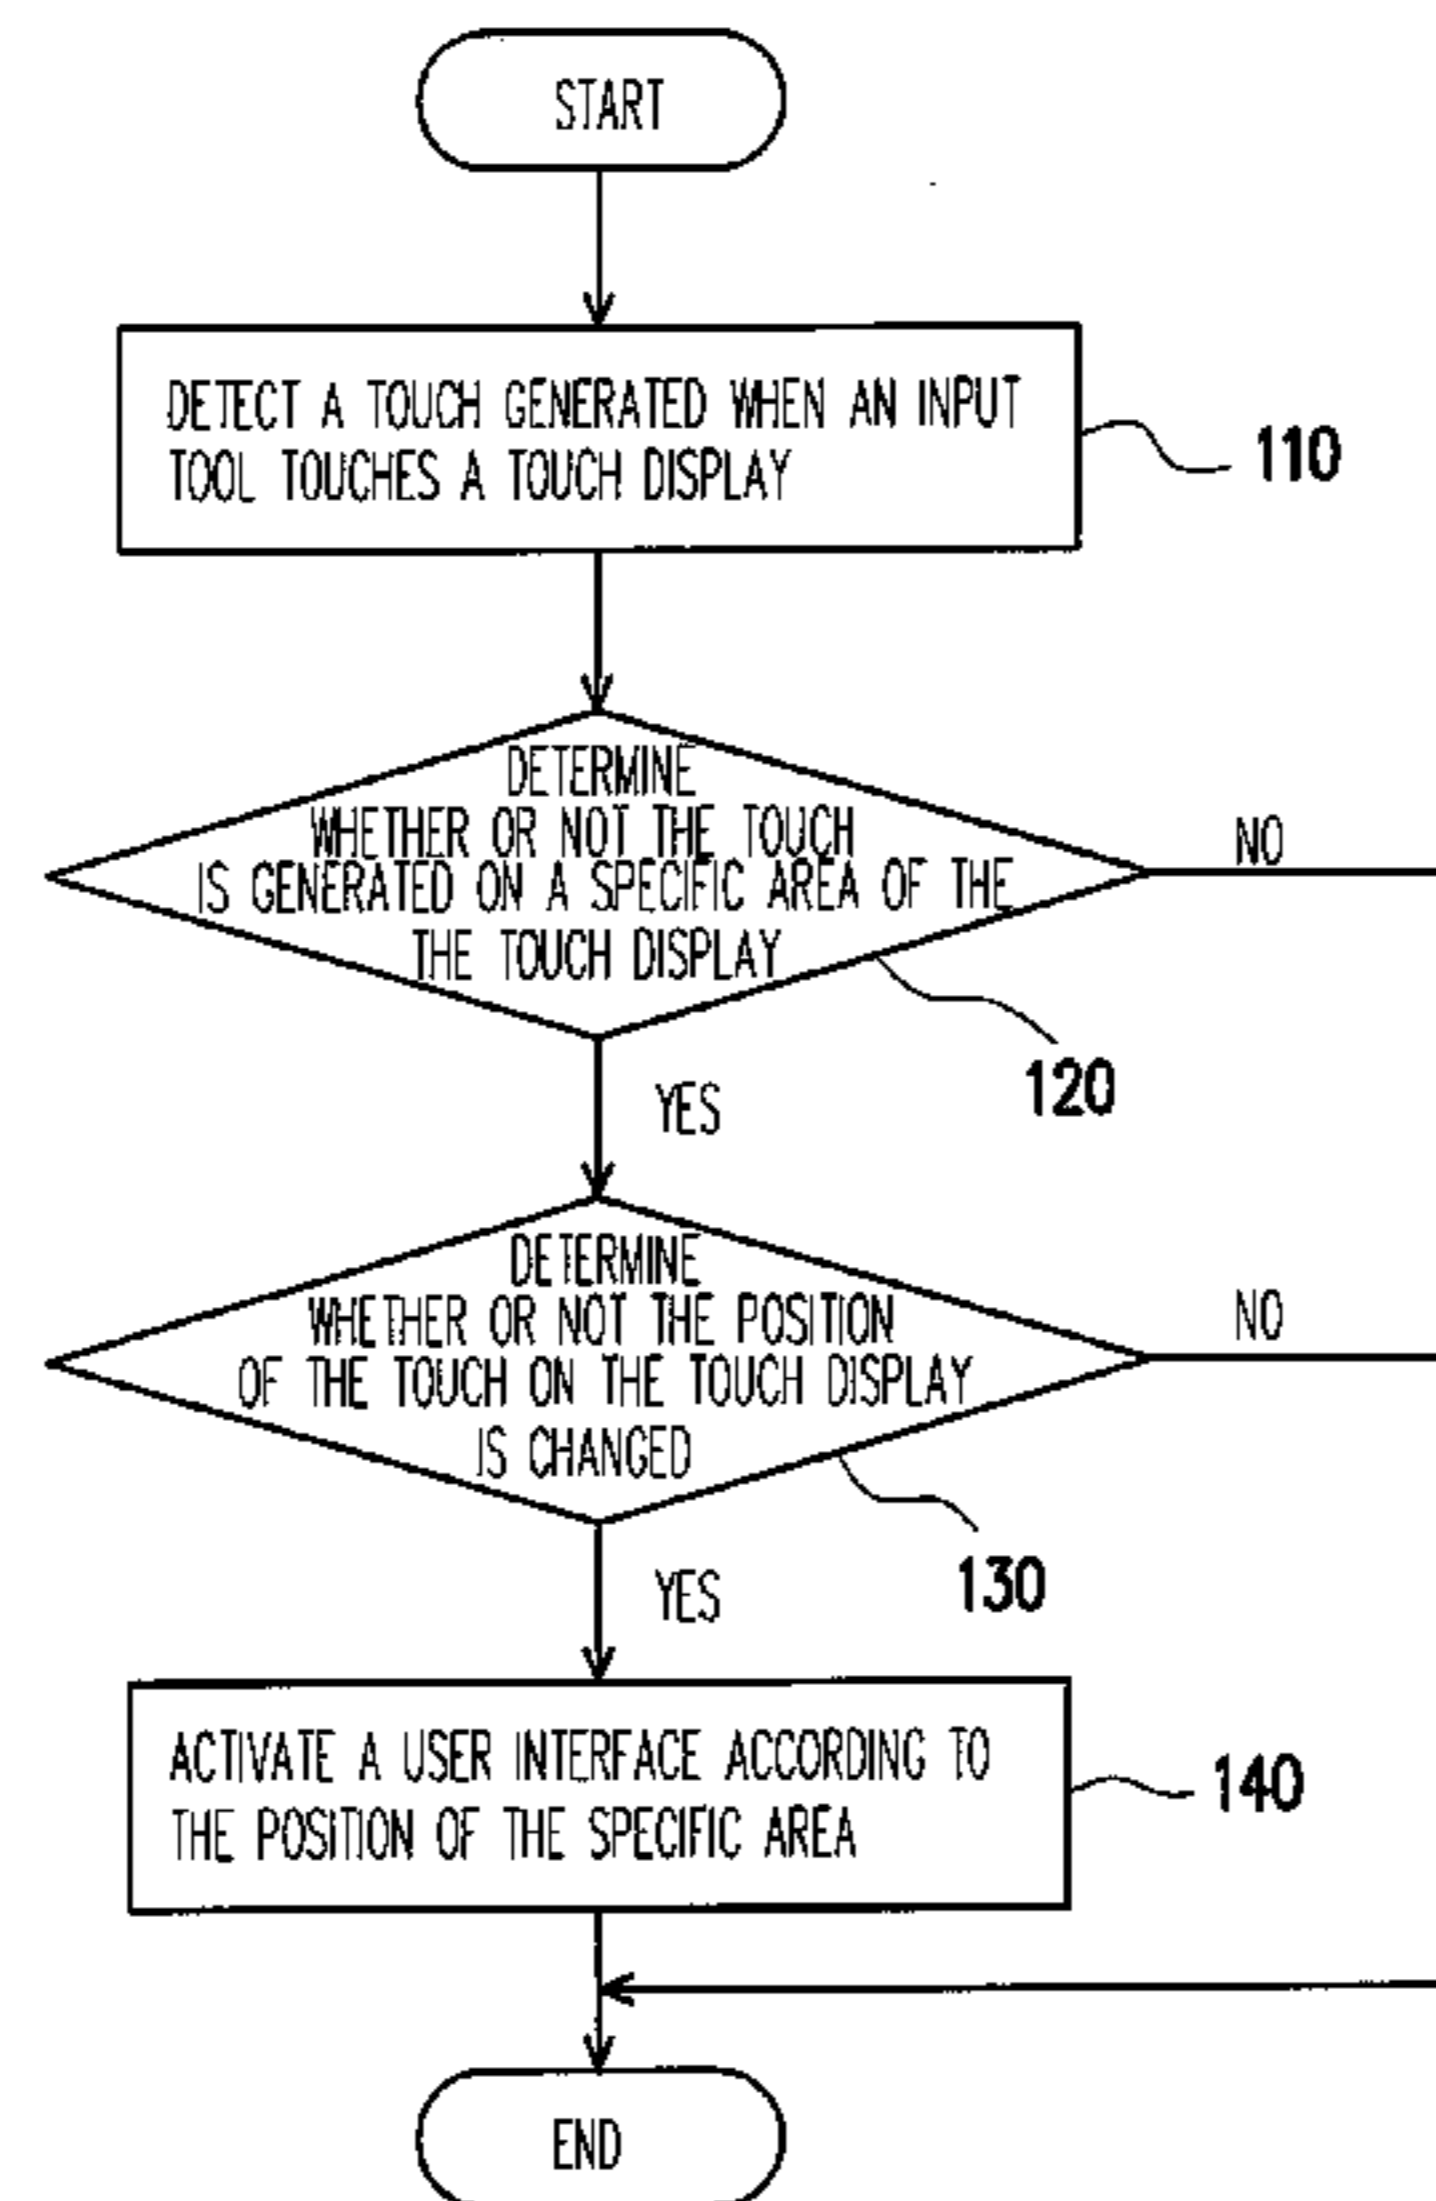 START
DETECT A TOUCH GENERATED WHEN AN INPUT
TOOL TOUCHES A TOUCH DISPLAY
110
DETERMINE
WHETHER OR NOT THE TOUCH
IS GENERATED ON A SPECIFIC AREA OF THE
THE TOUCH DISPLAY
NO
120
YES
DETERMINE
WHETHER OR NOT THE POSITION
OF THE TOUCH ON THE TOUCH DISPLAY
IS CHANGED
NO
130
YES
ACTIVATE A USER INTERFACE ACCORDING TO
THE POSITION OF THE SPECIFIC AREA
140
END